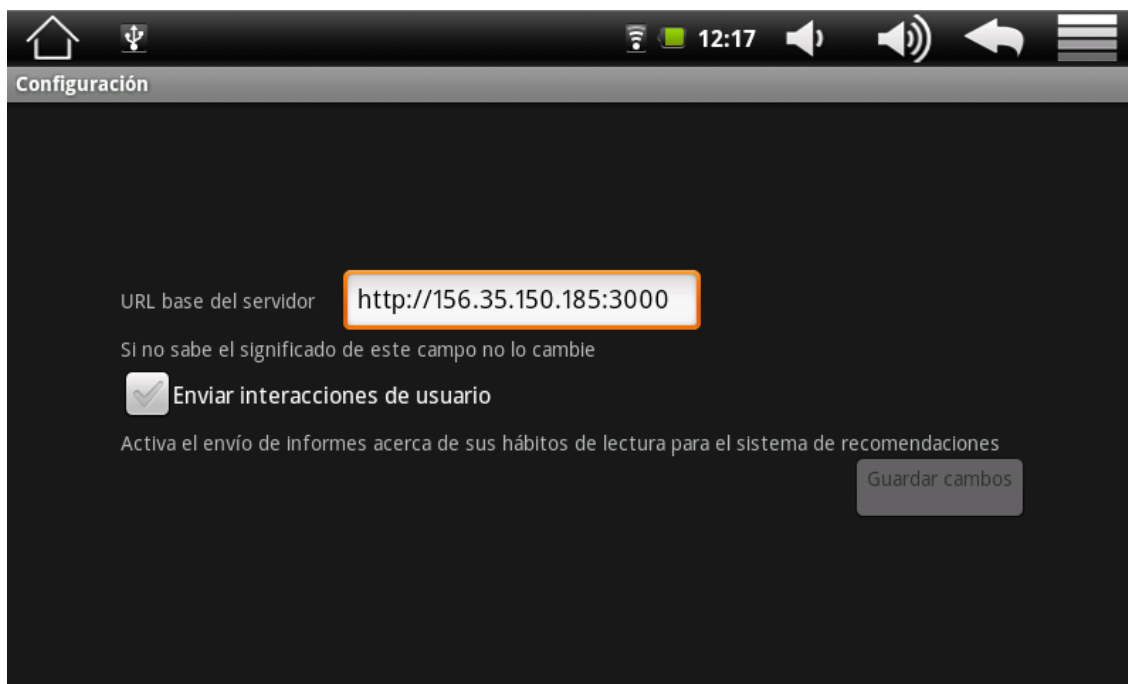 12:17
Configuración
URL base del servidor http://156.35.150.185:3000
Si no sabe el significado de este campo no lo cambie
Enviar interacciones de usuario
Activa el envío de informes acerca de sus hábitos de lectura para el sistema de recomendaciones
Guardar cambos